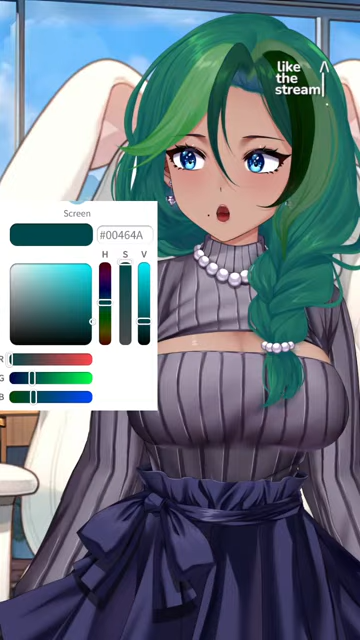 like
the
stream
Screen
#00464A
H S V
R
G
B